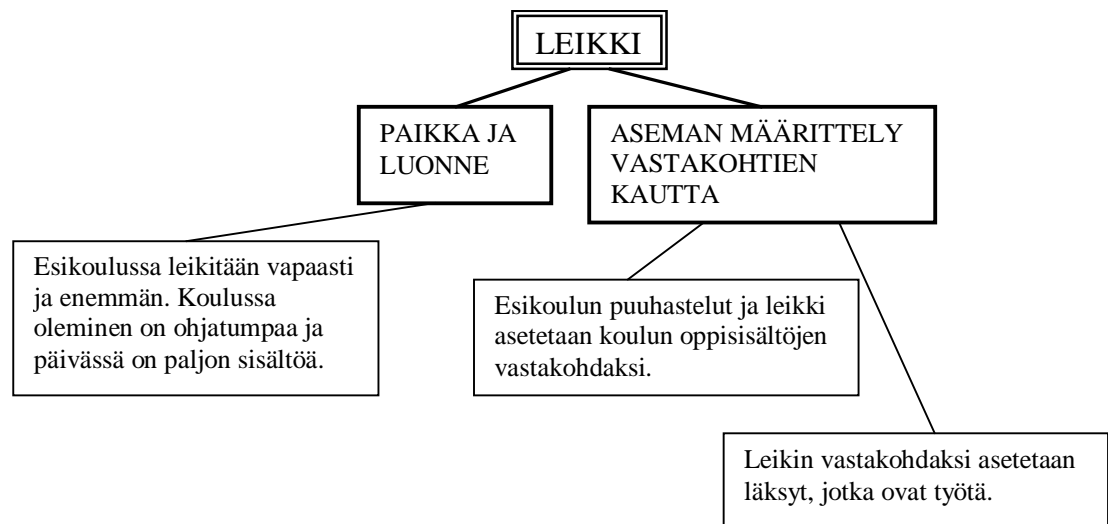 LEIKKI
PAIKKA JA
LUONNE
ASEMAN MÄÄRITTELY
VASTAKOHTIEN
KAUTTA
Esikoulussa leikitään vapaasti
ja enemmän. Koulussa
oleminen on ohjatumpaa ja
päivässä on paljon sisältöä.
Esikoulun puuhastelut ja leikki
asetetaan koulun oppisisältöjen
vastakohdaksi.
Leikin vastakohdaksi asetetaan
läksyt, jotka ovat työtä.